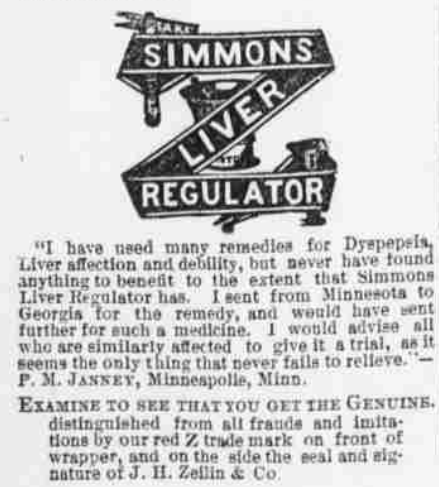 TAKE
SIMMONS
LIVER
REGULATOR
"I have used many remedies for Dyspepsia,
Liver affection and debility, but never have found
anything to benefit to the extent that Simmons
Liver Regulator has. I sent from Minnesota to
Georgia for the remedy, and would have sent
further for such a medicine. I would advise all
who are similarly affected to give it a trial, as it
seems the only thing that never fails to relieve."—
P. M. JANNEY, Minneapolis, Minn.
EXAMINE TO SEE THAT YOU GET THE GENUINE.
distinguished from all frauds and imita-
tions by our red Z trade mark on front of
wrapper, and on the side the seal and sig-
nature of J. H. Zeilin & Co.